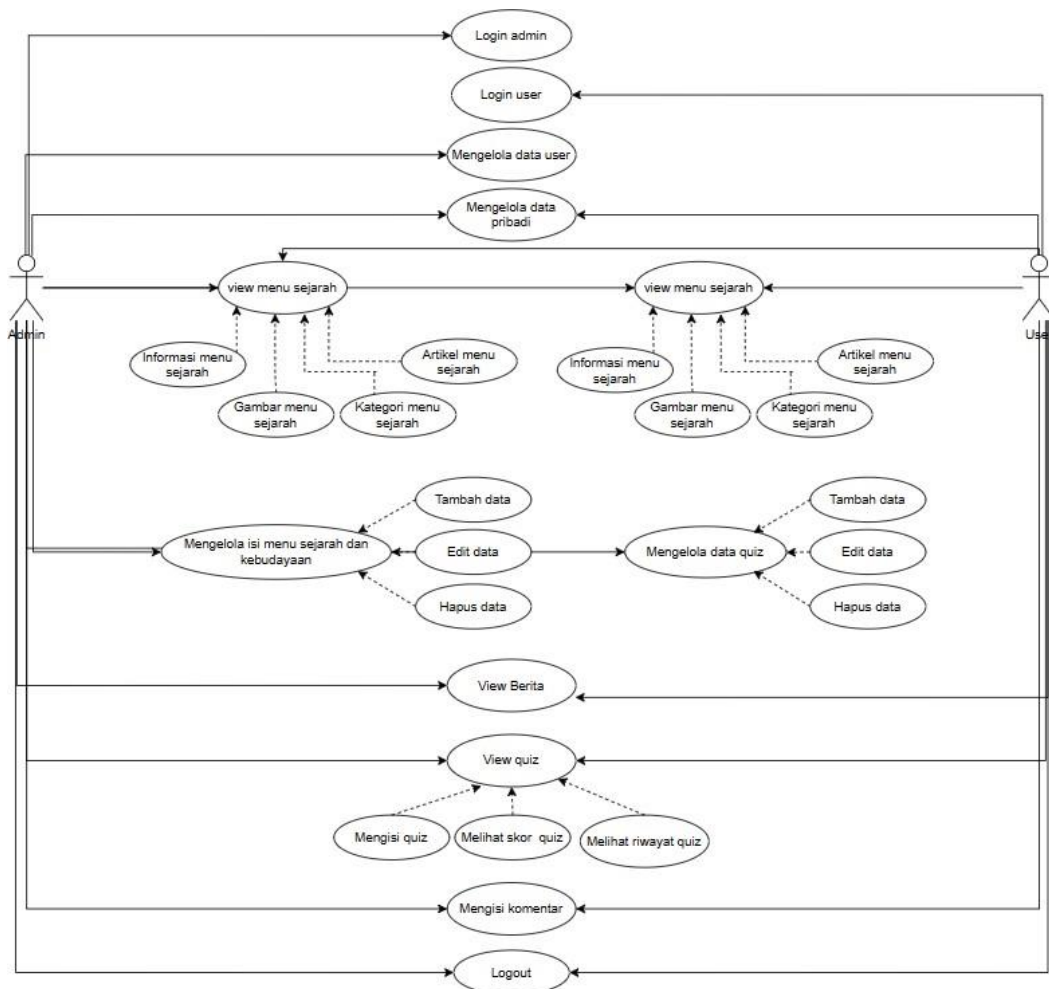 Login admin
Login user
Mengelola data user
Mengelola data
pribadi
view menu sejarah
view menu sejarah
Admin
Use
Informasi menu
sejarah
Artikel menu
sejarah
Informasi menu
sejarah
Artikel menu
sejarah
Gambar menu
sejarah
Kategori menu
sejarah
Gambar menu
sejarah
Kategori menu
sejarah
Tambah data
Tambah data
Mengelola isi menu sejarah dan
kebudayaan
Edit data
Mengelola data quiz
Edit data
Hapus data
Hapus data
View Berita
View quiz
Mengisi quiz
Melihat skor quiz
Melihat riwayat quiz
Mengisi komentar
Logout